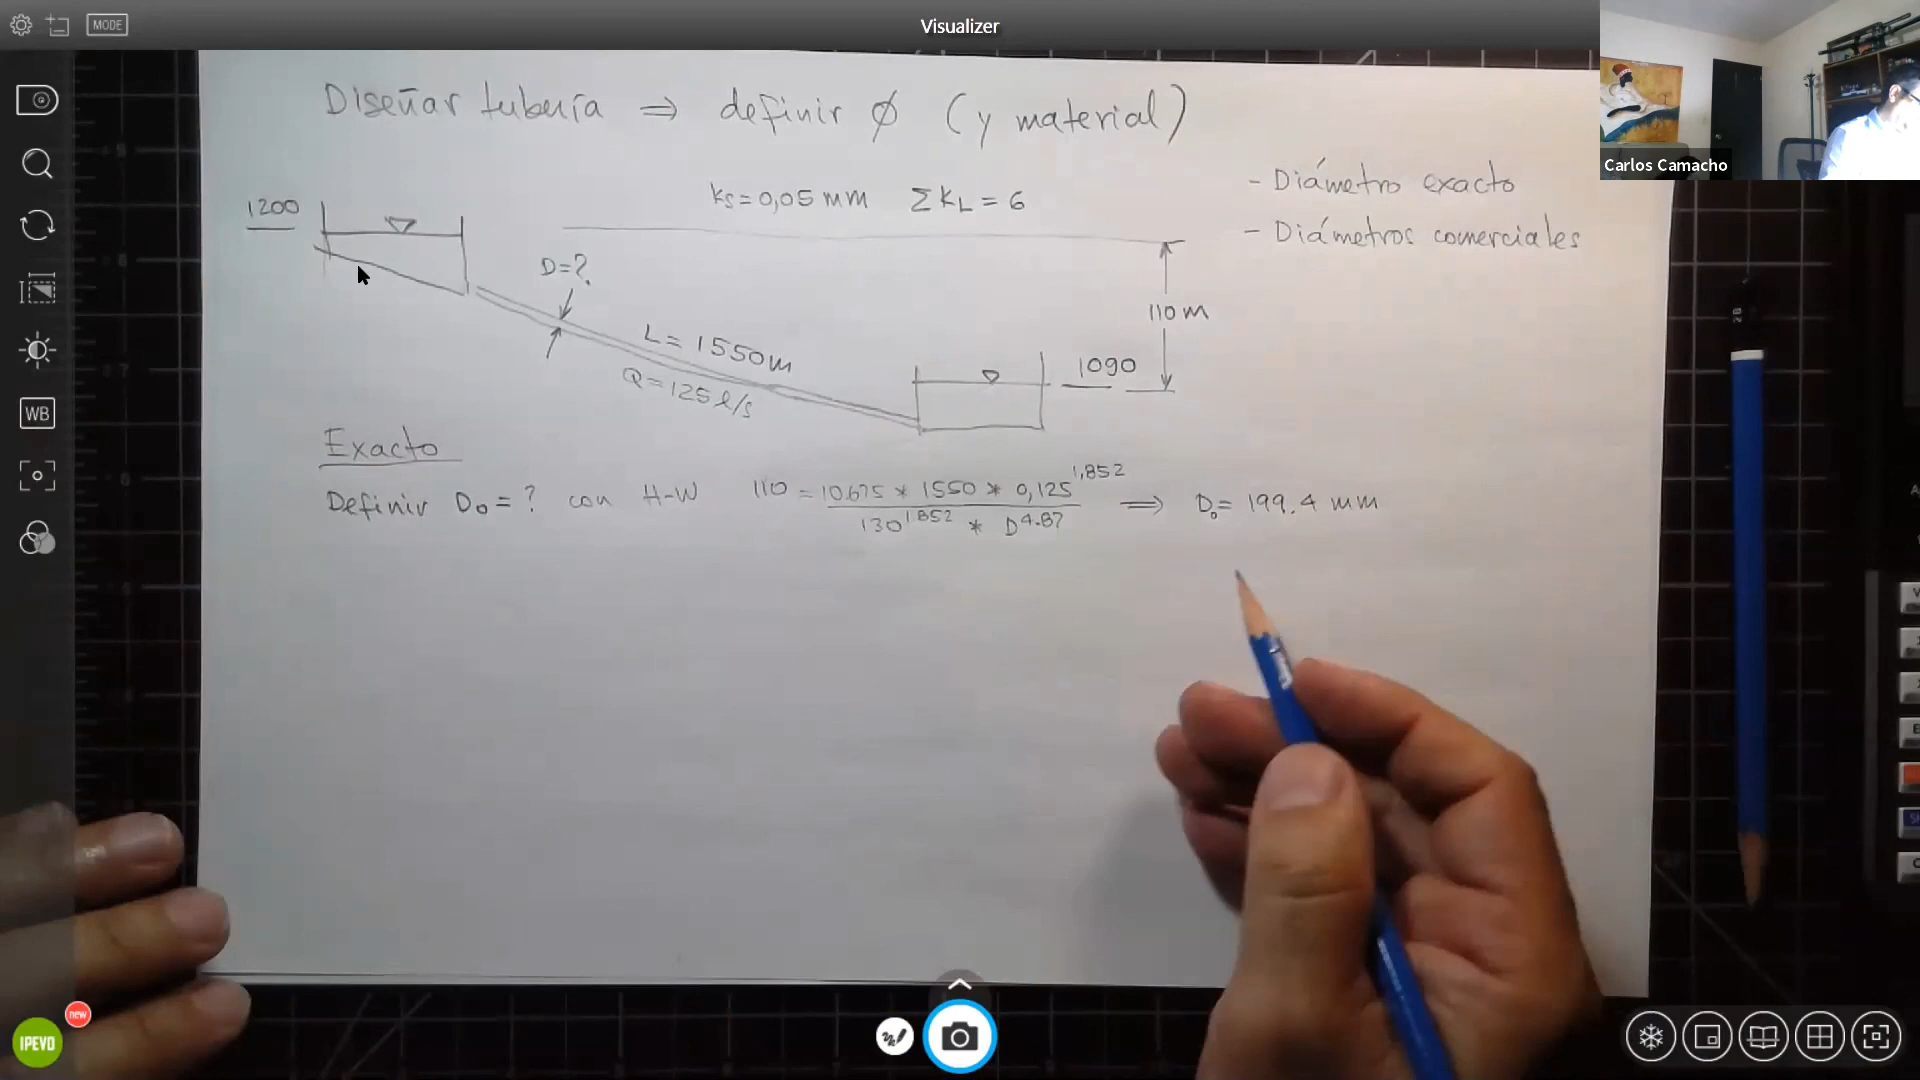 MODE
Visualizer
Carlos Camacho
Diseñar tubería ⇒ definir ∅ (y material)
- Diámetro exacto
- Diámetros comerciales
ks = 0,05 mm ΣKL = 6
1200
D=?
110 m
L = 1550m
Q = 125 l/s
1090
Exacto
Definir D₀ = ? con H-W 110 = 10.675 * 1550 * 0,125^1,852 / 130^1.852 * D^4.87 ⇒ D₀ = 199.4 mm
WB
2B
new
IPEVO